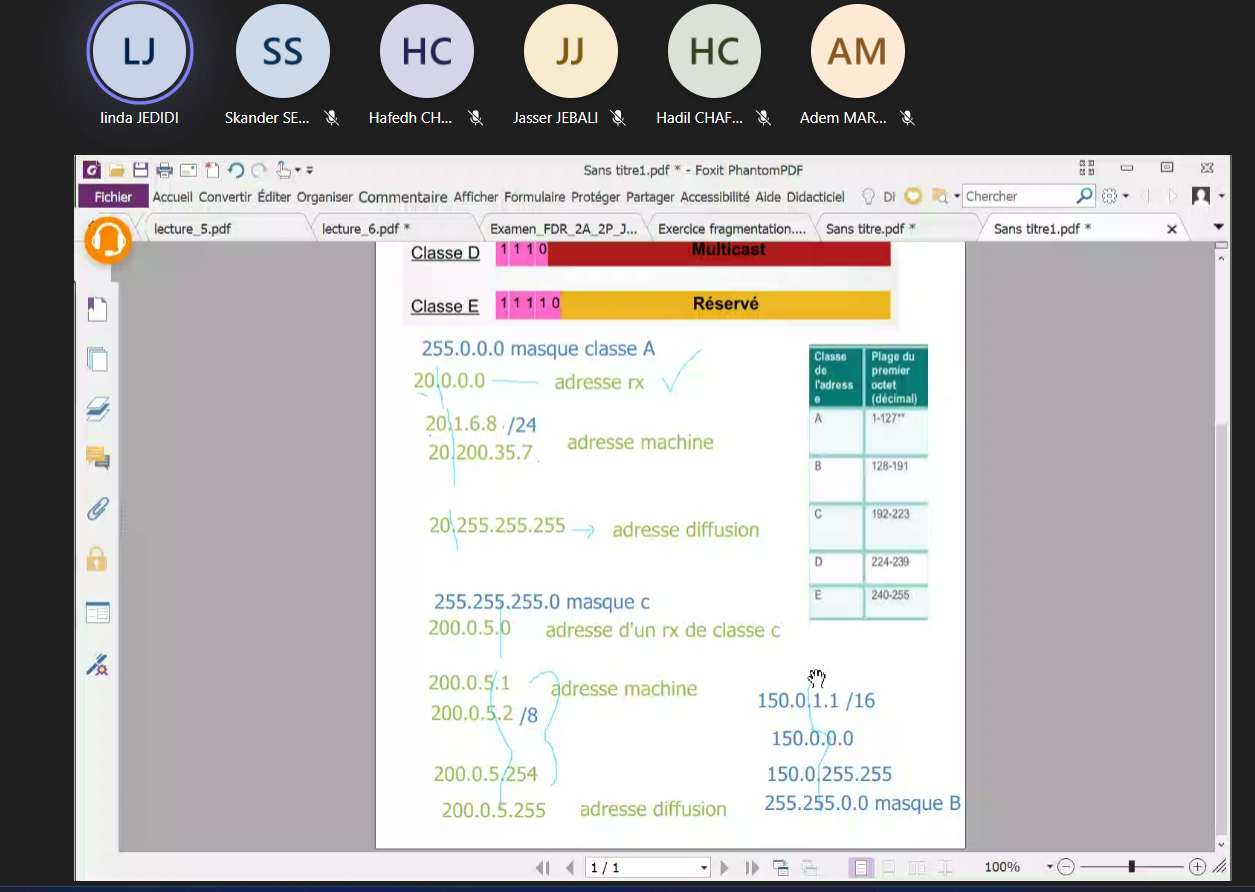 LJ SS HC JJ HC AM
linda JEDIDI Skander SE... Hafedh CH... Jasser JEBALI Hadil CHAF... Adem MAR...
Sans titre1.pdf * - Foxit PhantomPDF
Fichier Accueil Convertir Éditer Organiser Commentaire Afficher Formulaire Protéger Partager Accessibilité Aide Didacticiel Di Chercher
lecture_5.pdf lecture_6.pdf * Examen_FDR_2A_2P_J... Exercice fragmentation.... Sans titre.pdf * Sans titre1.pdf *
Classe D 1 1 1 0 Multicast
Classe E 1 1 1 1 0 Réservé
255.0.0.0 masque classe A
20.0.0.0 adresse rx
20.1.6.8 /24
20.200.35.7 adresse machine
20.255.255.255 adresse diffusion
255.255.255.0 masque c
200.0.5.0 adresse d'un rx de classe c
200.0.5.1 adresse machine
200.0.5.2 /8
200.0.5.254
200.0.5.255 adresse diffusion
Classe de l'adress e Plage du premier octet (décimal)
A 1-127**
B 128-191
C 192-223
D 224-239
E 240-255
150.0.1.1 /16
150.0.0.0
150.0.255.255
255.255.0.0 masque B
1 / 1 100%